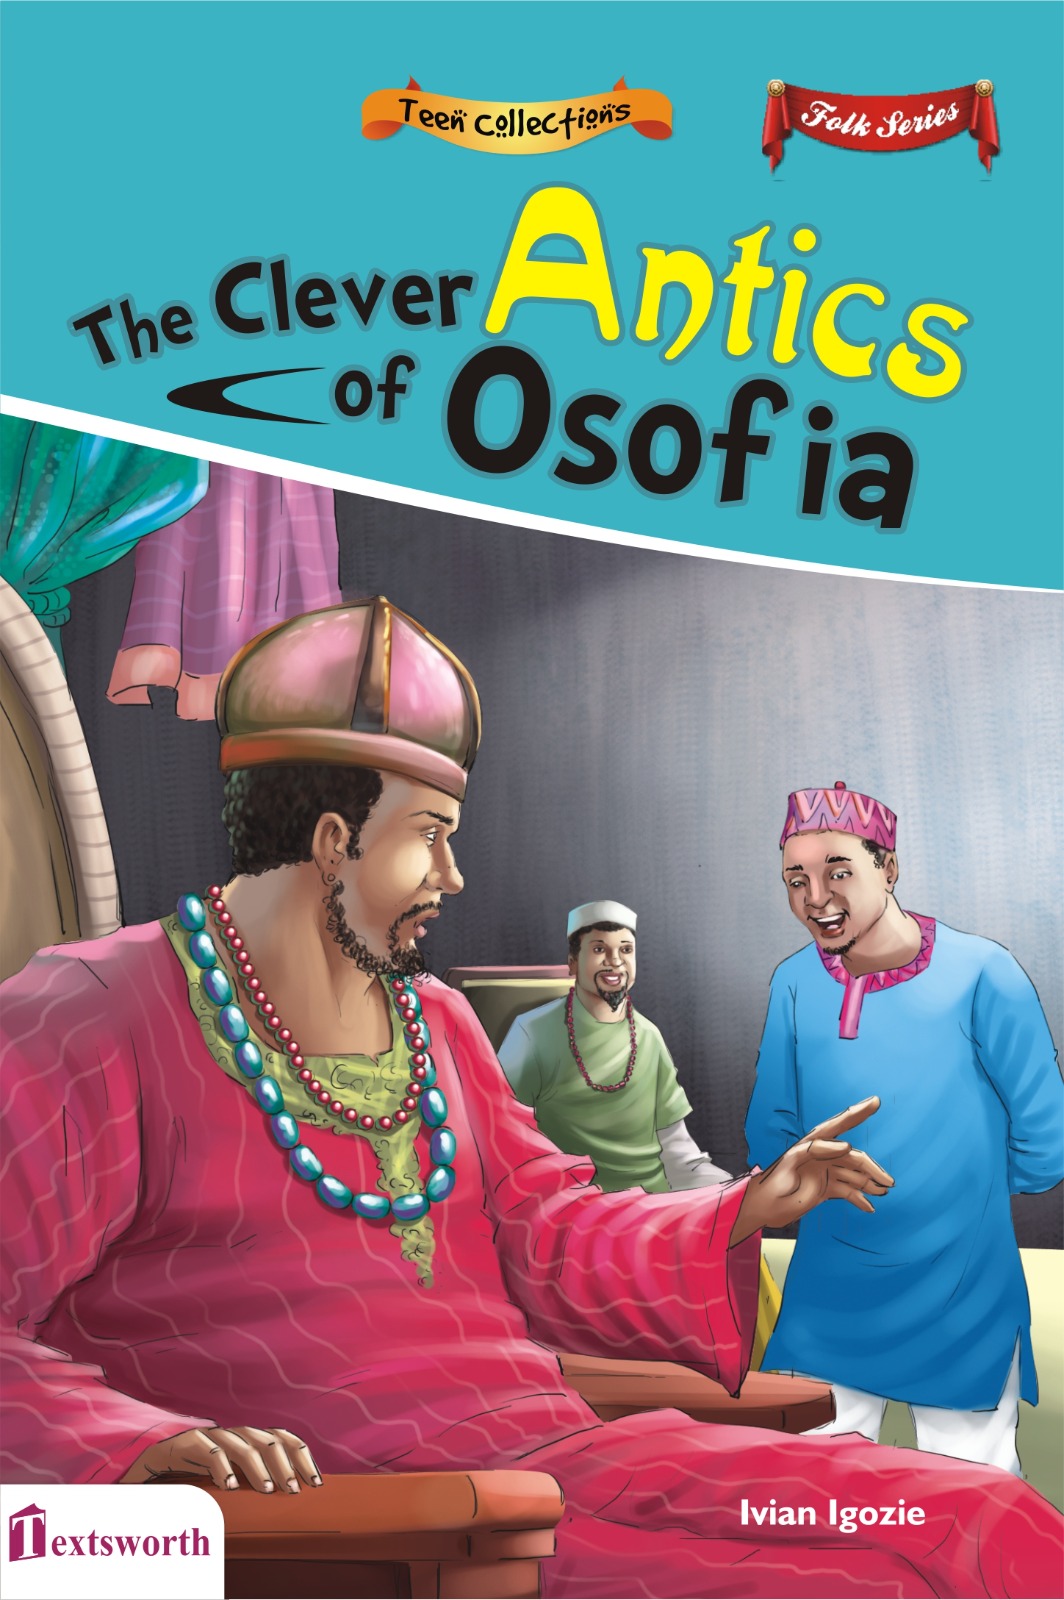 Teen Collections
Folk Series
The Clever Antics
of Osofia
Ivian Igozie
Textsworth